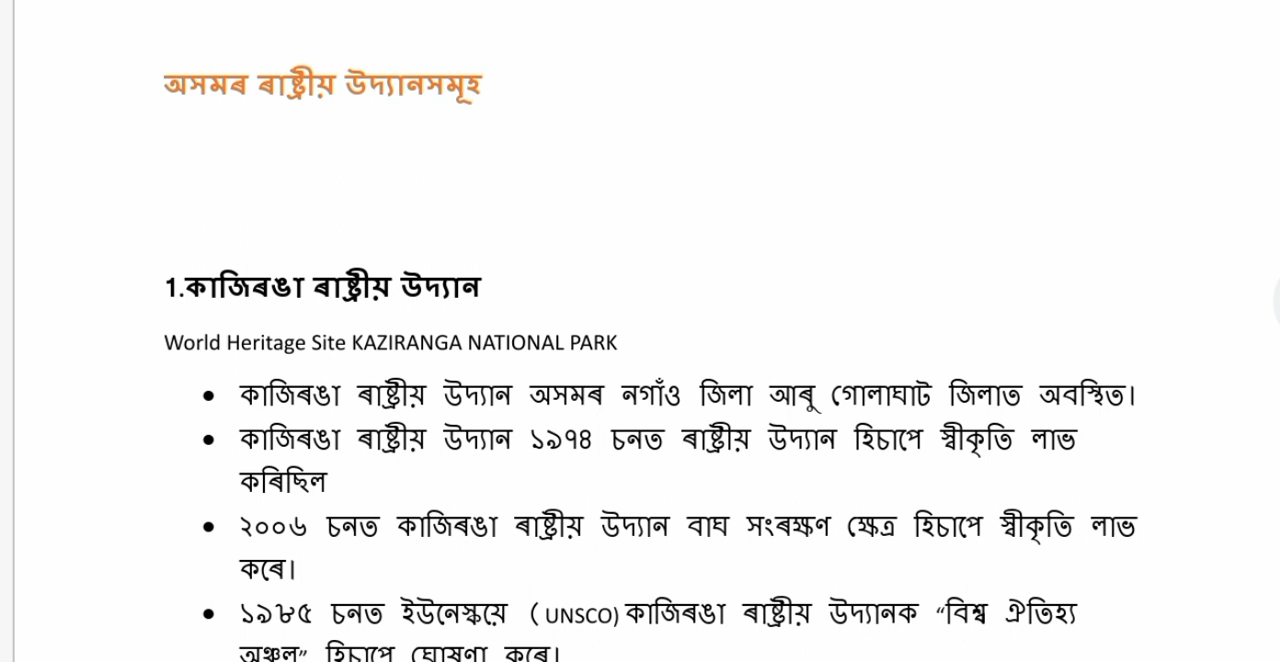 অসমৰ ৰাষ্ট্ৰীয় উদ্যানসমূহ
1.কাজিৰঙা ৰাষ্ট্ৰীয় উদ্যান
World Heritage Site KAZIRANGA NATIONAL PARK
• কাজিৰঙা ৰাষ্ট্ৰীয় উদ্যান অসমৰ নগাঁও জিলা আৰু গোলাঘাট জিলাত অবস্থিত।
• কাজিৰঙা ৰাষ্ট্ৰীয় উদ্যান ১৯৭৪ চনত ৰাষ্ট্ৰীয় উদ্যান হিচাপে স্বীকৃতি লাভ
কৰিছিল
• ২০০৬ চনত কাজিৰঙা ৰাষ্ট্ৰীয় উদ্যান বাঘ সংৰক্ষণ ক্ষেত্ৰ হিচাপে স্বীকৃতি লাভ
কৰে।
• ১৯৮৫ চনত ইউনেস্কয়ে ( UNSCO) কাজিৰঙা ৰাষ্ট্ৰীয় উদ্যানক “বিশ্ব ঐতিহ্য
অঞ্চল” হিচাপে ঘোষণা কৰে।